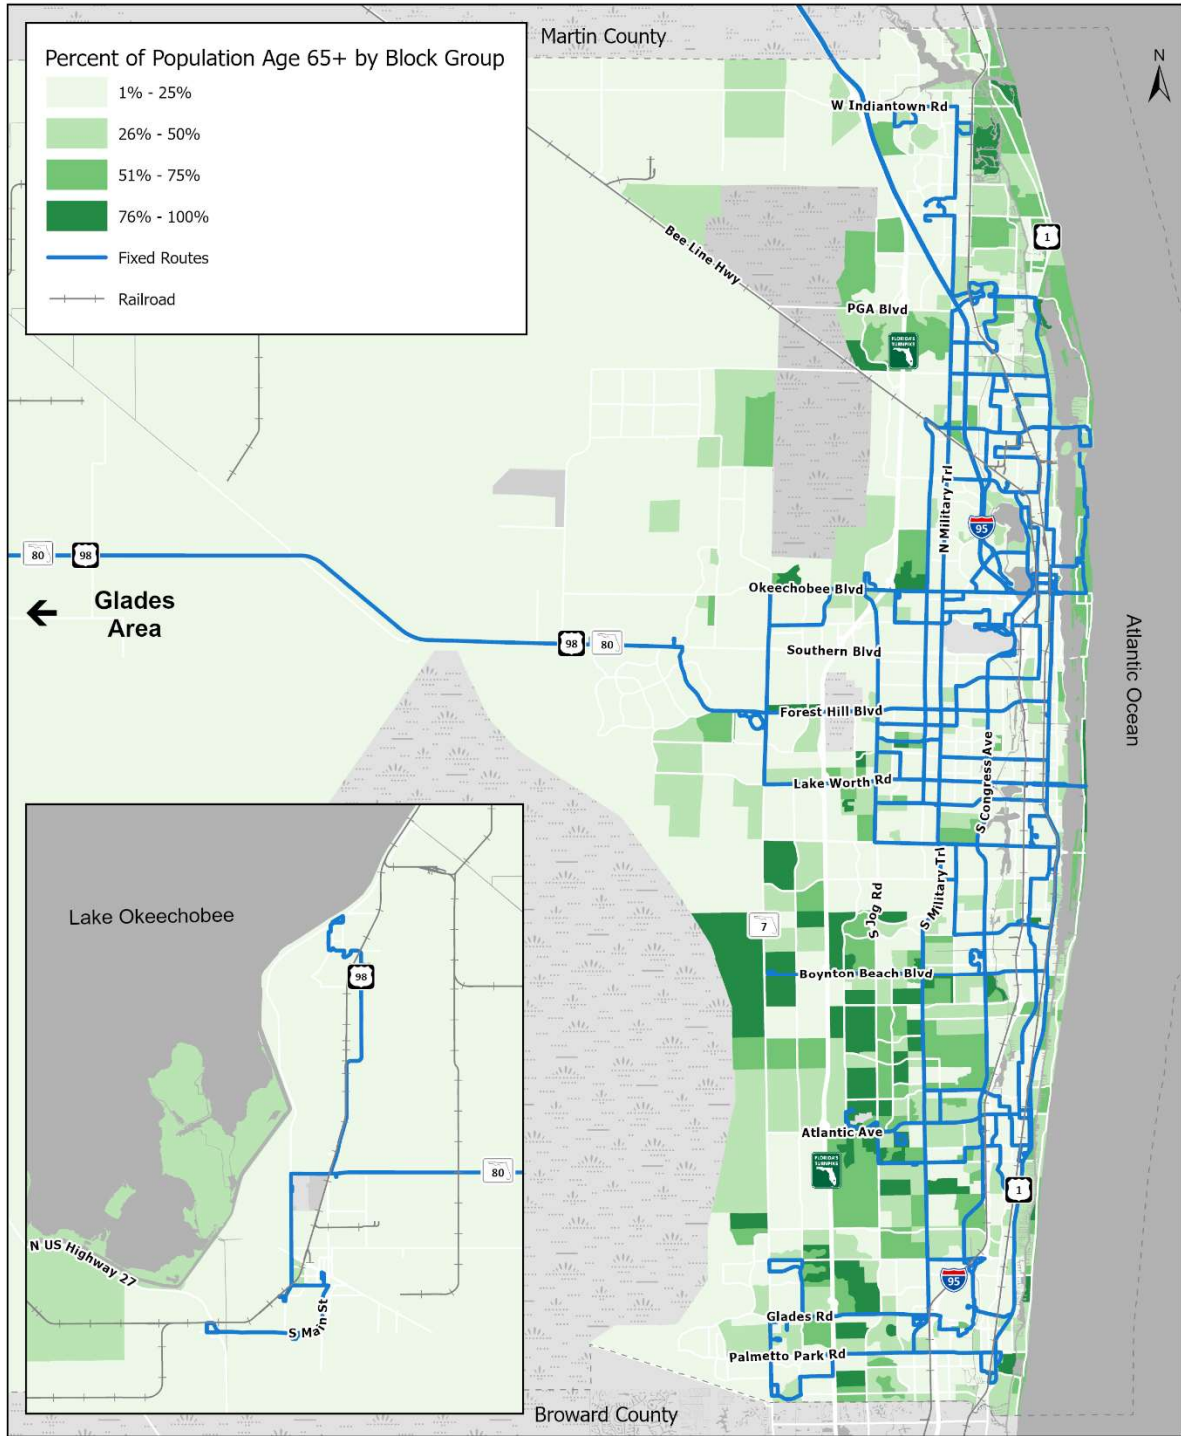 Martin County
N
Percent of Population Age 65+ by Block Group
1% - 25%
26% - 50%
51% - 75%
76% - 100%
Fixed Routes
Railroad
W Indiantown Rd
1
Bee Line Hwy
PGA Blvd
FLORIDA'S
TURNPIKE
N Military Trl
95
80
98
Glades
Area
Okeechobee Blvd
98
80
Southern Blvd
Atlantic Ocean
Forest Hill Blvd
Lake Worth Rd
S Congress Ave
S Military Trl
S Jog Rd
7
Boynton Beach Blvd
Lake Okeechobee
98
Atlantic Ave
FLORIDA'S
TURNPIKE
80
1
N US Highway 27
S Main St
95
Glades Rd
Palmetto Park Rd
Broward County